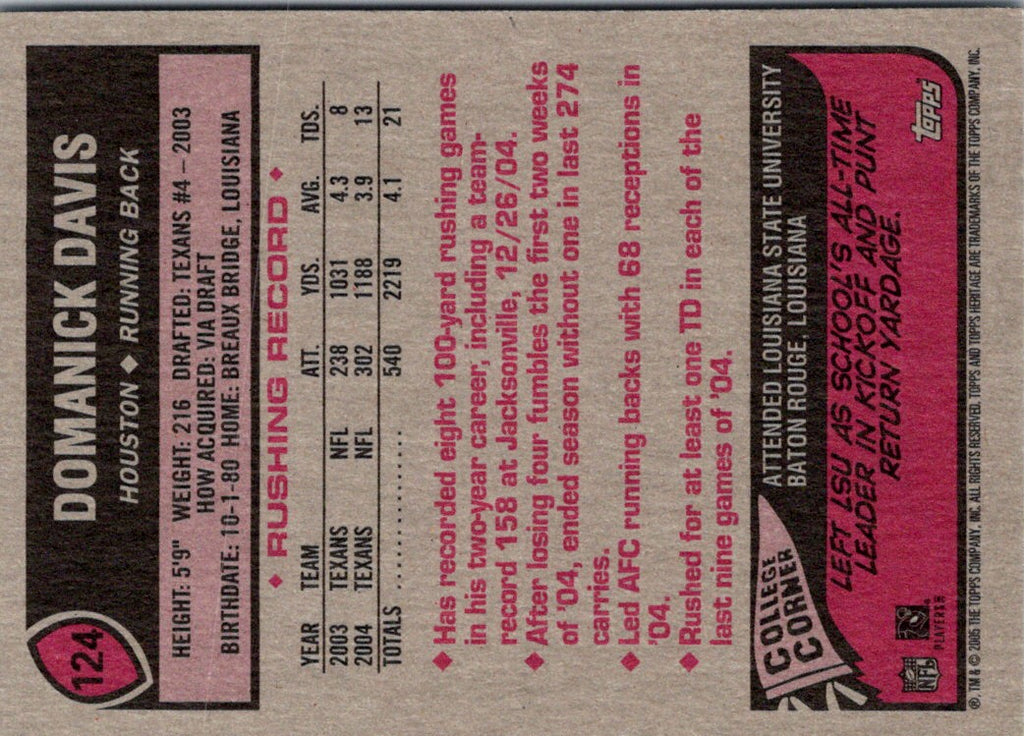 124
DOMANICK DAVIS
HOUSTON ◆ RUNNING BACK
HEIGHT: 5'9" WEIGHT: 216 DRAFTED: TEXANS #4 – 2003
HOW ACQUIRED: VIA DRAFT
BIRTHDATE: 10-1-80 HOME: BREAUX BRIDGE, LOUISIANA
◆ RUSHING RECORD ◆
YEAR TEAM ATT. YDS. AVG. TDS.
2003 TEXANS NFL 238 1031 4.3 8
2004 TEXANS NFL 302 1188 3.9 13
TOTALS .................. 540 2219 4.1 21
◆ Has recorded eight 100-yard rushing games
in his two-year career, including a team-
record 158 at Jacksonville, 12/26/04.
◆ After losing four fumbles the first two weeks
of '04, ended season without one in last 274
carries.
◆ Led AFC running backs with 68 receptions in
'04.
◆ Rushed for at least one TD in each of the
last nine games of '04.
COLLEGE
CORNER
ATTENDED LOUISIANA STATE UNIVERSITY
BATON ROUGE, LOUISIANA
LEFT LSU AS SCHOOL'S ALL-TIME
LEADER IN KICKOFF AND PUNT
RETURN YARDAGE.
NFL
PLAYERS
Topps
®, TM & © 2005 THE TOPPS COMPANY, INC. ALL RIGHTS RESERVED. TOPPS AND TOPPS HERITAGE ARE TRADEMARKS OF THE TOPPS COMPANY, INC.